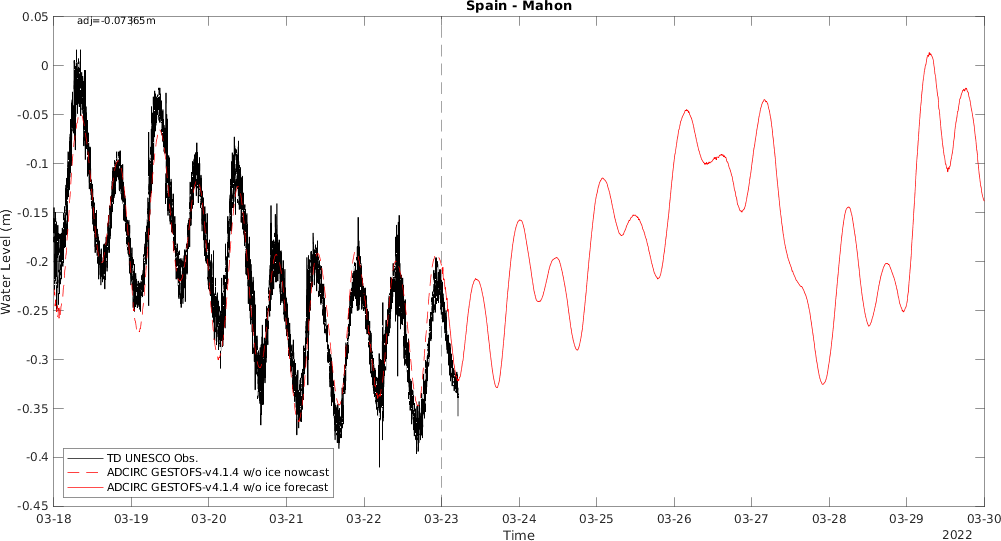 Spain - Mahon
adj=-0.07365m
0.05
0
-0.05
-0.1
-0.15
-0.2
-0.25
-0.3
-0.35
-0.4
-0.45
Water Level (m)
TD UNESCO Obs.
ADCIRC GESTOFS-v4.1.4 w/o ice nowcast
ADCIRC GESTOFS-v4.1.4 w/o ice forecast
03-18 03-19 03-20 03-21 03-22 03-23 03-24 03-25 03-26 03-27 03-28 03-29 03-30
Time
2022